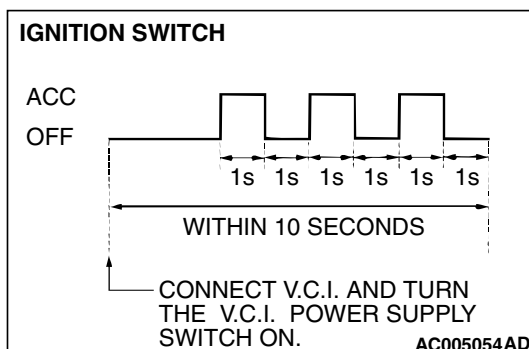 IGNITION SWITCH
ACC
OFF
1s 1s 1s 1s 1s 1s
WITHIN 10 SECONDS
CONNECT V.C.I. AND TURN
THE V.C.I. POWER SUPPLY
SWITCH ON.
AC005054AD